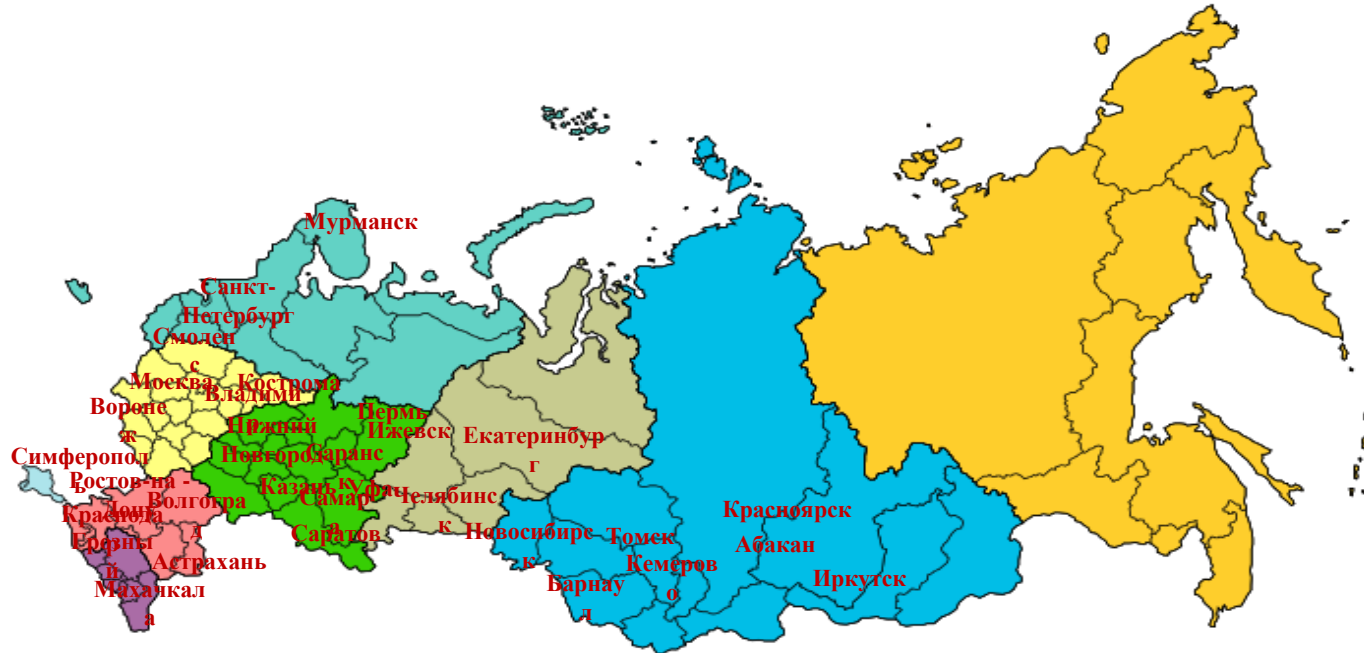 Мурманск
Санкт-
Петербург
Смолен
с
Москва
Кострома
Владими
р
Вороне
ж
Нижний
Новгород
Пермь
Ижевск
Саранс
к
Екатеринбур
г
Симферопол
ь
Ростов-на -
Дону
Волгогра
д
Казань
Уфа
Самар
а
Саратов
Челябинс
к
Краснода
р
Грозны
й
Астрахань
Махачкал
а
Новосибирс
к
Томск
Кемеров
о
Барнау
л
Красноярск
Абакан
Иркутск